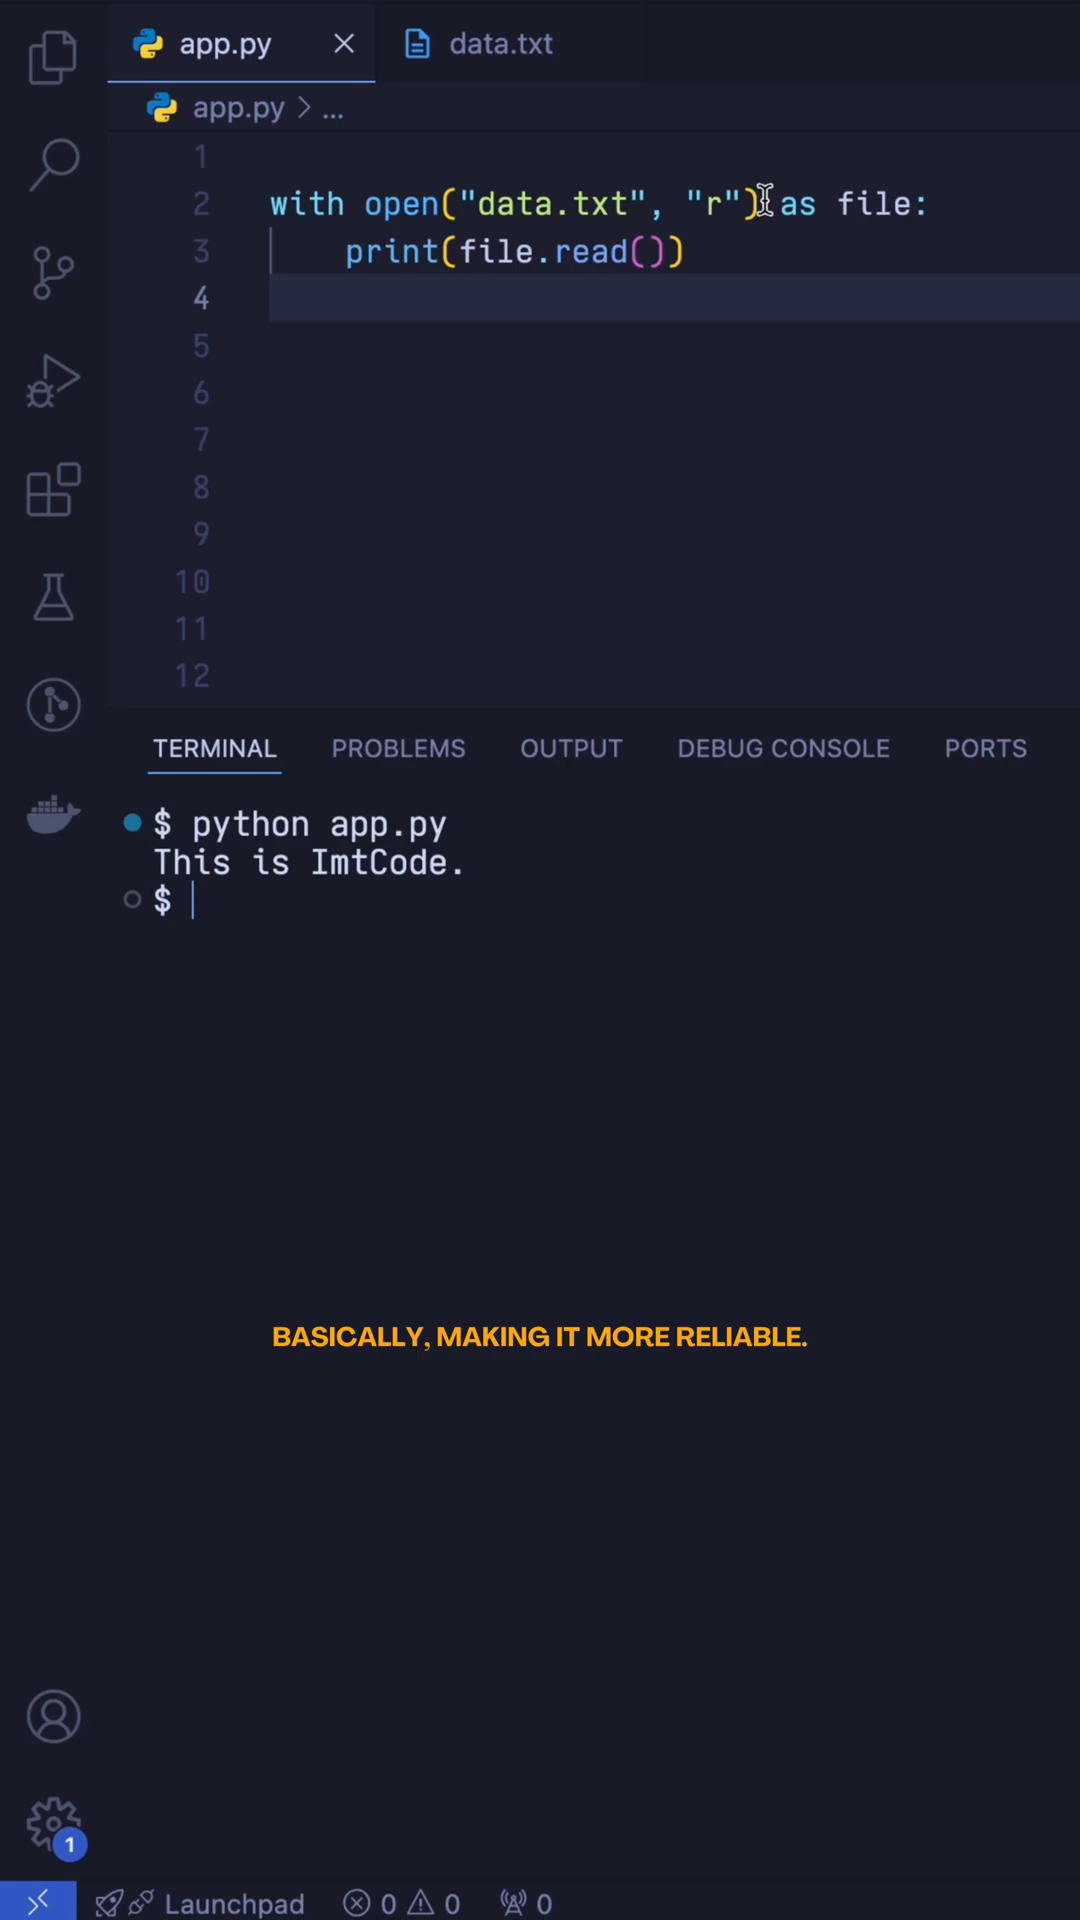 app.py
data.txt
app.py > ...
1
2 with open("data.txt", "r") as file:
3     print(file.read())
4
5
6
7
8
9
10
11
12
TERMINAL PROBLEMS OUTPUT DEBUG CONSOLE PORTS
$ python app.py
This is ImtCode.
$
BASICALLY, MAKING IT MORE RELIABLE.
1
Launchpad 0 0 0